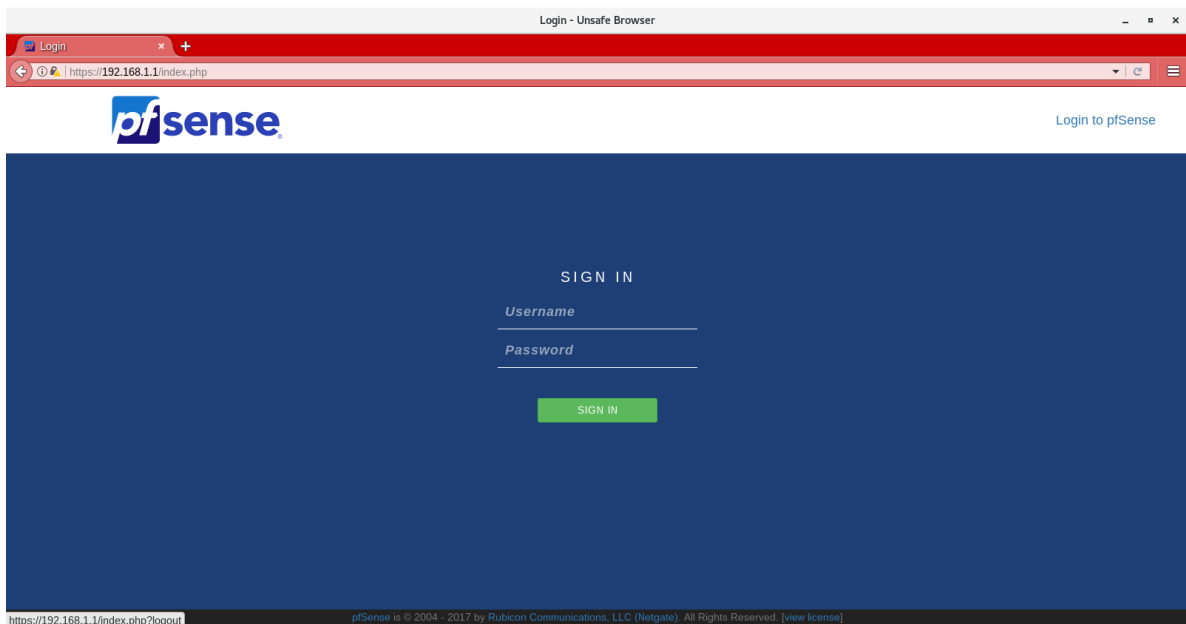 Login - Unsafe Browser
Login
https://192.168.1.1/index.php
pfsense
Login to pfSense
SIGN IN
Username
Password
SIGN IN
pfSense is © 2004 - 2017 by Rubicon Communications, LLC (Netgate). All Rights Reserved. [view license]
https://192.168.1.1/index.php?logout